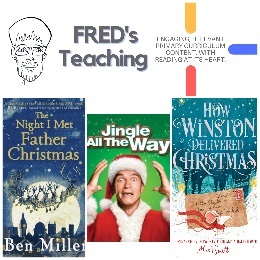 FRED's
Teaching
ENGAGING, RELEVANT
PRIMARY CURRICULUM
CONTENT, WITH
READING AT ITS HEART.
The
Night I Met
Father
Christmas
Ben Miller
Jingle
All The Way
HOW
WINSTON
DELIVERED
CHRISTMAS